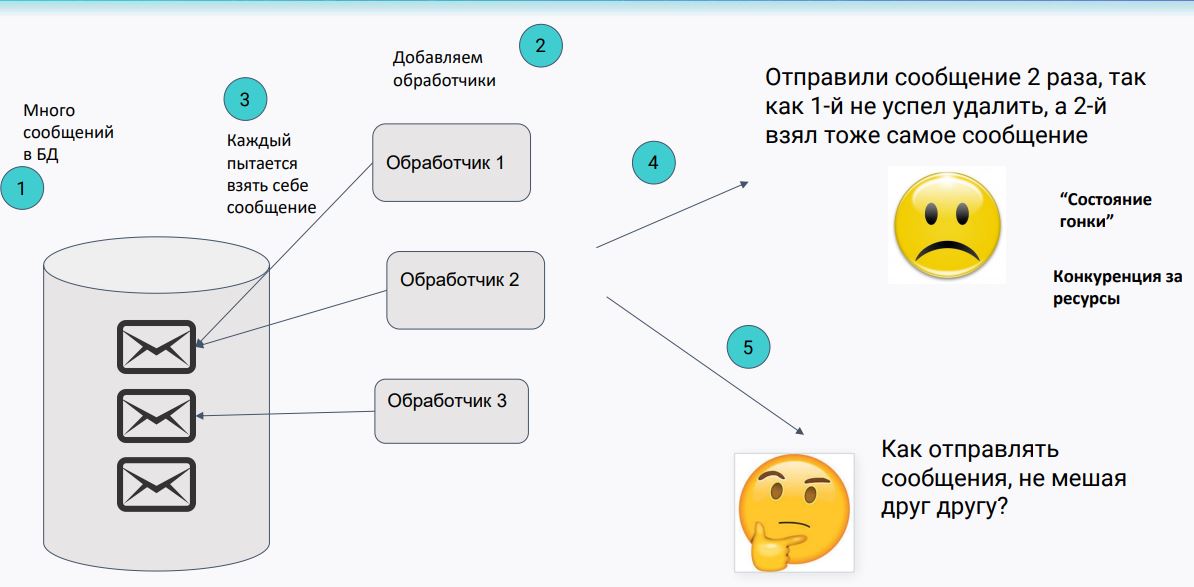 Много
сообщений
в БД
1
3
Каждый
пытается
взять себе
сообщение
Добавляем
обработчики
2
Обработчик 1
Обработчик 2
Обработчик 3
4
Отправили сообщение 2 раза, так
как 1-й не успел удалить, а 2-й
взял тоже самое сообщение
“Состояние
гонки”
Конкуренция за
ресурсы
5
Как отправлять
сообщения, не мешая
друг другу?